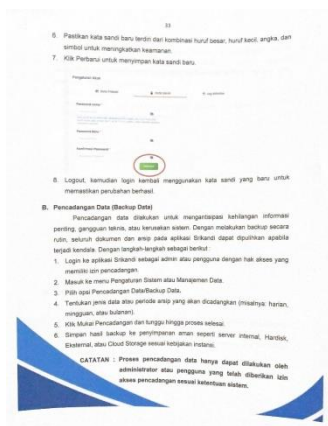 33
6. Pastikan kata sandi baru terdiri dari kombinasi huruf besar, huruf kecil, angka, dan
simbol untuk meningkatkan keamanan.
7. Klik Perbarui untuk menyimpan kata sandi baru.
Pengaturan Akun
8. Logout, kemudian login kembali menggunakan kata sandi yang baru untuk
memastikan perubahan berhasil.
B. Pencadangan Data (Backup Data)
Pencadangan data dilakukan untuk mengantisipasi kehilangan informasi
penting, gangguan teknis, atau kerusakan sistem. Dengan melakukan backup secara
rutin, seluruh dokumen dan arsip pada aplikasi Srikandi dapat dipulihkan apabila
terjadi kendala. Dengan langkah-langkah sebagai berikut :
1. Login ke aplikasi Srikandi sebagai admin atau pengguna dengan hak akses yang
memiliki izin pencadangan.
2. Masuk ke menu Pengaturan Sistem atau Manajemen Data.
3. Pilih opsi Pencadangan Data/Backup Data.
4. Tentukan jenis data atau periode arsip yang akan dicadangkan (misalnya: harian,
mingguan, atau bulanan).
5. Klik Mukai Pencadangan dan tunggu hingga proses selesai.
6. Simpan hasil backup ke penyimpanan aman seperti server internal, Hardisk,
Eksternal, atau Cloud Storage sesuai kebijakan instansi.
CATATAN : Proses pencadangan data hanya dapat dilakukan oleh
administrator atau pengguna yang telah diberikan izin
akses pencadangan sesuai ketentuan sistem.